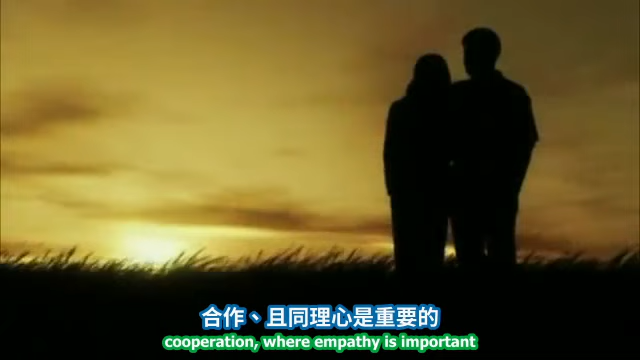 合作、且同理心是重要的
cooperation, where empathy is important